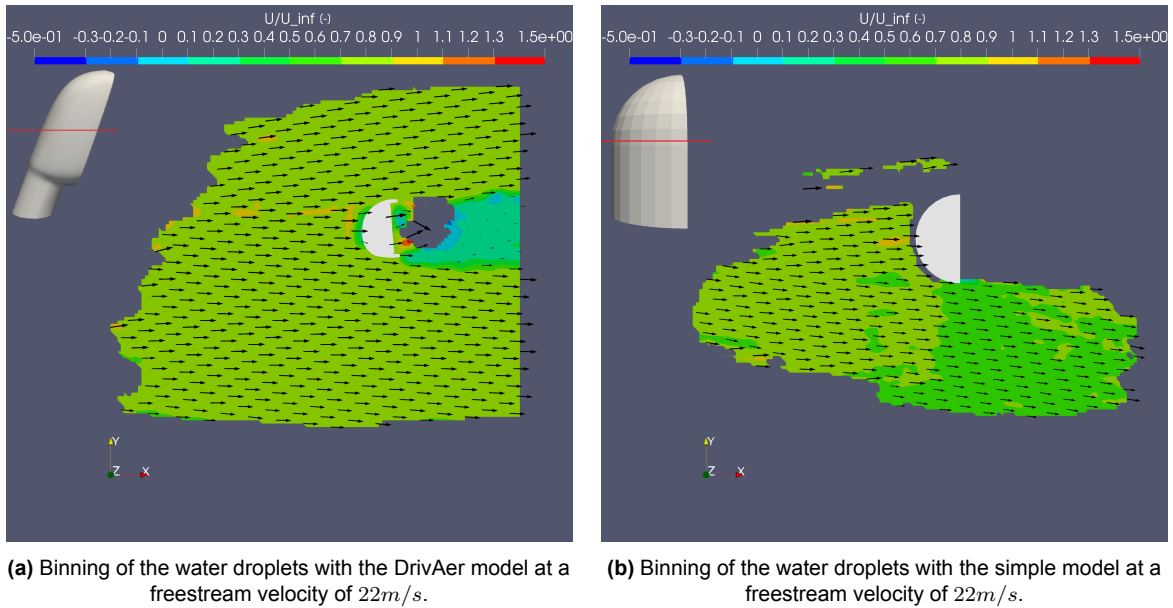 U/U_inf (-)
-5.0e-01 -0.3-0.2-0.1 0 0.1 0.2 0.3 0.4 0.5 0.6 0.7 0.8 0.9 1 1.1 1.2 1.3 1.5e+00
Y
Z X
(a) Binning of the water droplets with the DrivAer model at a
freestream velocity of 22m/s.
U/U_inf (-)
-5.0e-01 -0.3-0.2-0.1 0 0.1 0.2 0.3 0.4 0.5 0.6 0.7 0.8 0.9 1 1.1 1.2 1.3 1.5e+00
Y
Z X
(b) Binning of the water droplets with the simple model at a
freestream velocity of 22m/s.